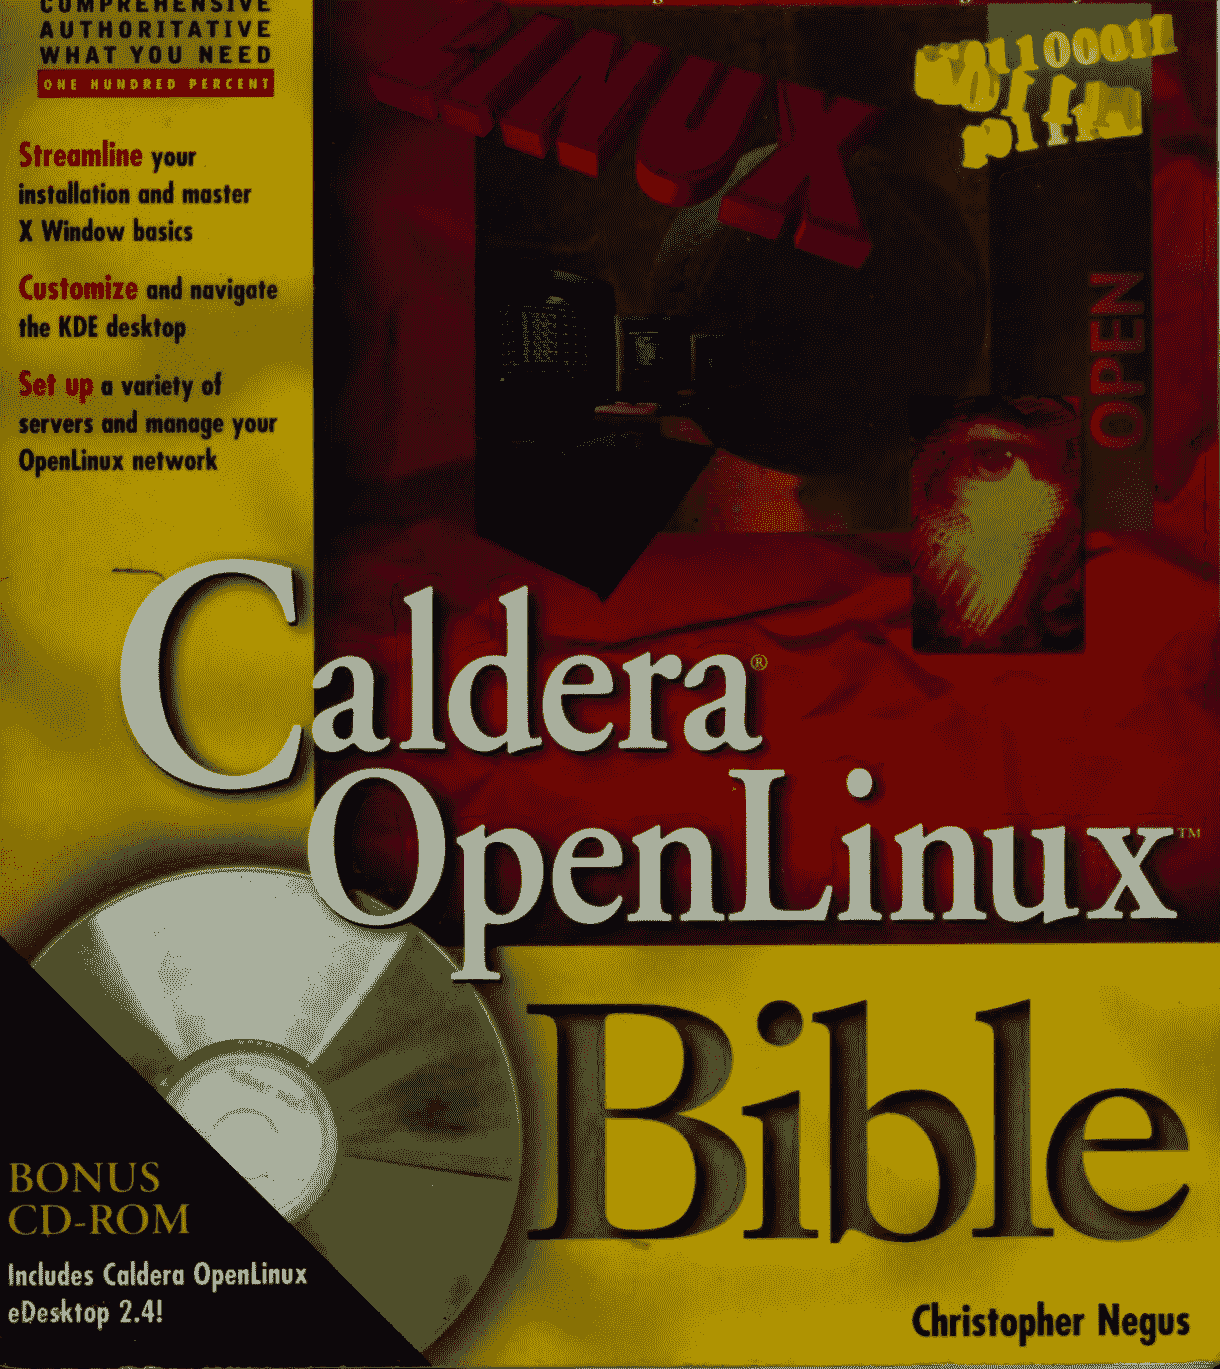 COMPREHENSIVE
AUTHORITATIVE
WHAT YOU NEED
ONE HUNDRED PERCENT
Streamline your
installation and master
X Window basics
Customize and navigate
the KDE desktop
Set up a variety of
servers and manage your
OpenLinux network
LINUX
OPEN
Caldera®
OpenLinux™
Bible
BONUS
CD-ROM
Includes Caldera OpenLinux
eDesktop 2.4!
Christopher Negus